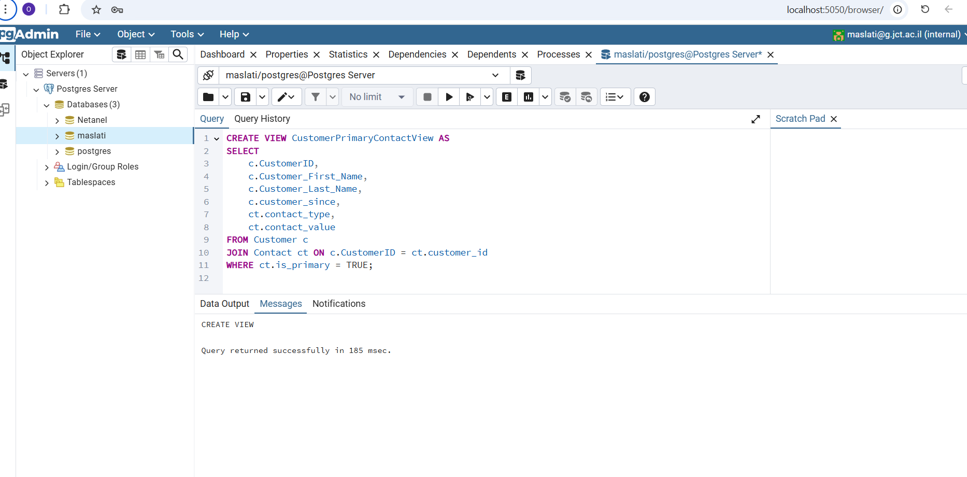 O
localhost:5050/browser/
pgAdmin File Object Tools Help maslati@g.jct.ac.il (internal)
Object Explorer
Dashboard Properties Statistics Dependencies Dependents Processes maslati/postgres@Postgres Server*
Servers (1)
Postgres Server
Databases (3)
Netanel
maslati
postgres
Login/Group Roles
Tablespaces
maslati/postgres@Postgres Server
No limit
E
Query Query History
Scratch Pad
1 CREATE VIEW CustomerPrimaryContactView AS
2 SELECT
3 c.CustomerID,
4 c.Customer_First_Name,
5 c.Customer_Last_Name,
6 c.customer_since,
7 ct.contact_type,
8 ct.contact_value
9 FROM Customer c
10 JOIN Contact ct ON c.CustomerID = ct.customer_id
11 WHERE ct.is_primary = TRUE;
12
Data Output Messages Notifications
CREATE VIEW
Query returned successfully in 185 msec.